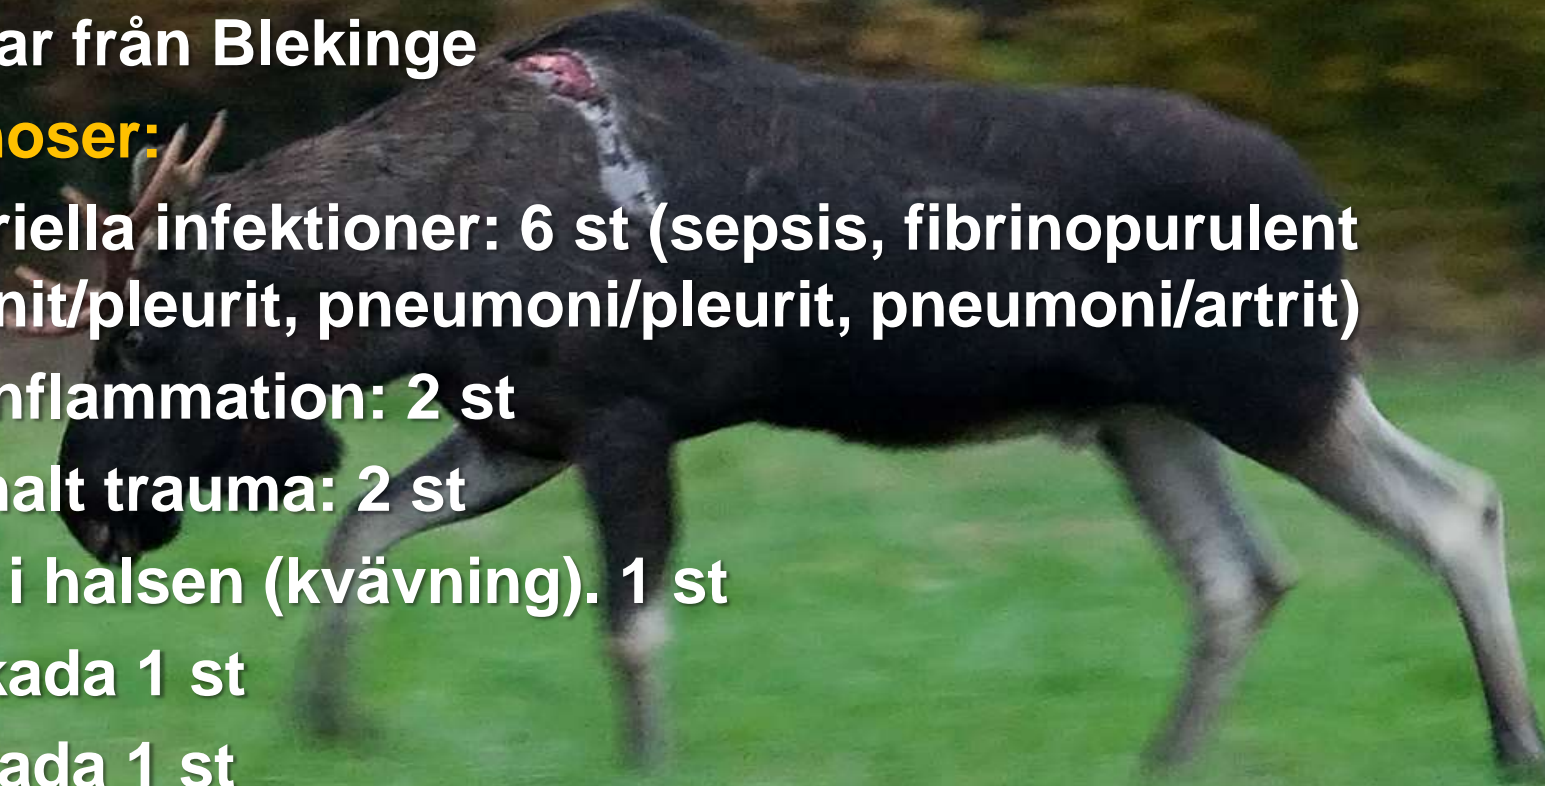 ar från Blekinge
noser:
riella infektioner: 6 st (sepsis, fibrinopurulent
nit/pleurit, pneumoni/pleurit, pneumoni/artrit)
nflammation: 2 st
nalt trauma: 2 st
i halsen (kvävning). 1 st
kada 1 st
ada 1 st